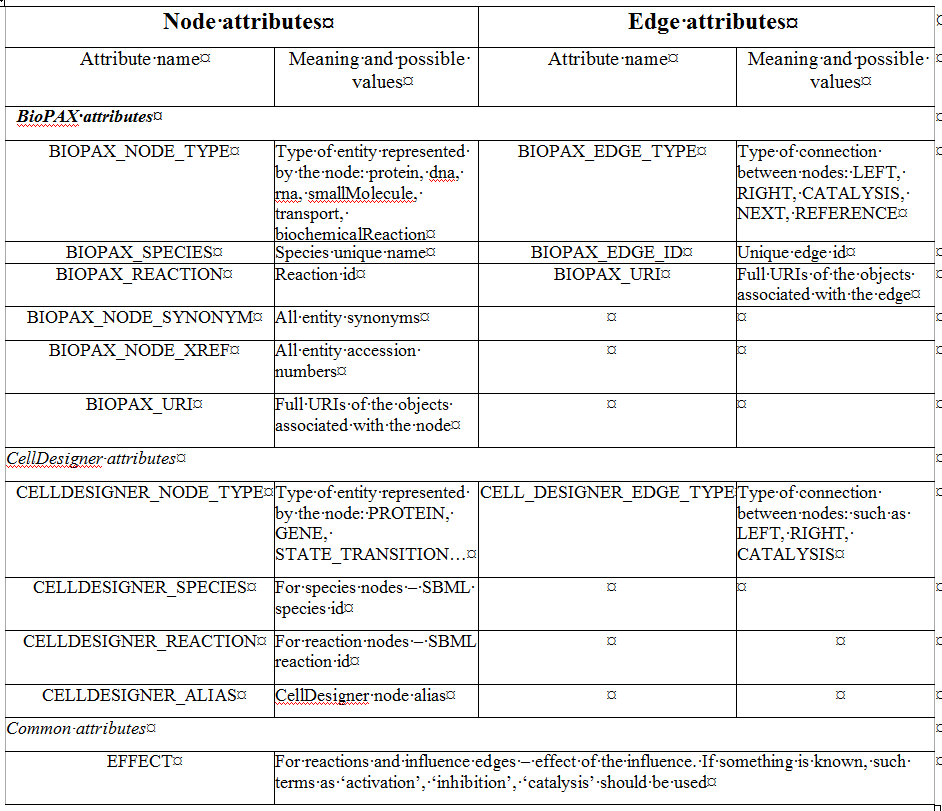 Node attributes Edge attributes
Attribute name Meaning and possible Attribute name Meaning and possible
values values
BioPAX attributes
BIOPAX_NODE_TYPE Type of entity represented BIOPAX_EDGE_TYPE Type of connection
by the node: protein, dna, between nodes: LEFT,
rna, smallMolecule, RIGHT, CATALYSIS,
transport, NEXT, REFERENCE
biochemicalReaction
BIOPAX_SPECIES Species unique name BIOPAX_EDGE_ID Unique edge id
BIOPAX_REACTION Reaction id BIOPAX_URI Full URIs of the objects
associated with the edge
BIOPAX_NODE_SYNONYM All entity synonyms
BIOPAX_NODE_XREF All entity accession
numbers
BIOPAX_URI Full URIs of the objects
associated with the node
CellDesigner attributes
CELLDESIGNER_NODE_TYPE Type of entity represented CELL_DESIGNER_EDGE_TYPE Type of connection
by the node: PROTEIN, between nodes: such as
GENE, LEFT, RIGHT,
STATE_TRANSITION... CATALYSIS
CELLDESIGNER_SPECIES For species nodes – SBML
species id
CELLDESIGNER_REACTION For reaction nodes – SBML
reaction id
CELLDESIGNER_ALIAS CellDesigner node alias
Common attributes
EFFECT For reactions and influence edges – effect of the influence. If something is known, such
terms as ‘activation’, ‘inhibition’, ‘catalysis’ should be used